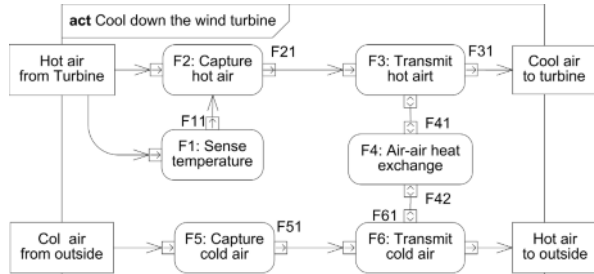 act Cool down the wind turbine
Hot air
from Turbine
F2: Capture
hot air
F21
F3: Transmit
hot airt
F31
Cool air
to turbine
F11
F1: Sense
temperature
F41
F4: Air-air heat
exchange
F42
Col air
from outside
F5: Capture
cold air
F51
F61
F6: Transmit
cold air
Hot air
to outside